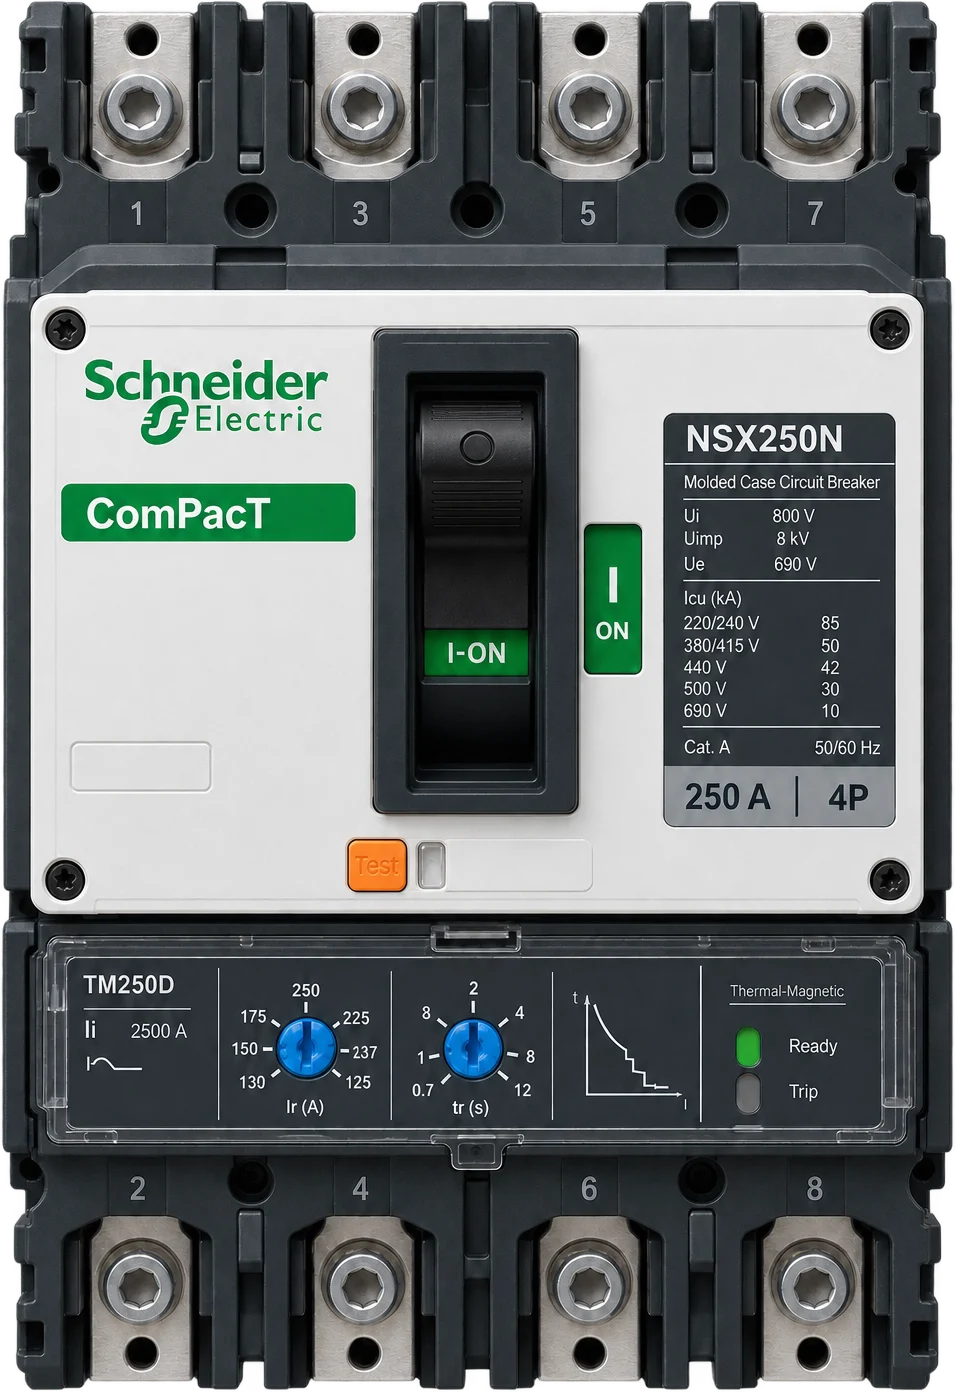 1 3 5 7
Schneider
Electric
ComPacT
I-ON
I
ON
NSX250N
Molded Case Circuit Breaker
Ui 800 V
Uimp 8 kV
Ue 690 V
Icu (kA)
220/240 V 85
380/415 V 50
440 V 42
500 V 30
690 V 10
Cat. A 50/60 Hz
250 A | 4P
Test
TM250D
Ii 2500 A
250
175 225
150 237
130 125
Ir (A)
2
8 4
1 8
0.7 12
tr (s)
t
I
Thermal-Magnetic
Ready
Trip
2 4 6 8